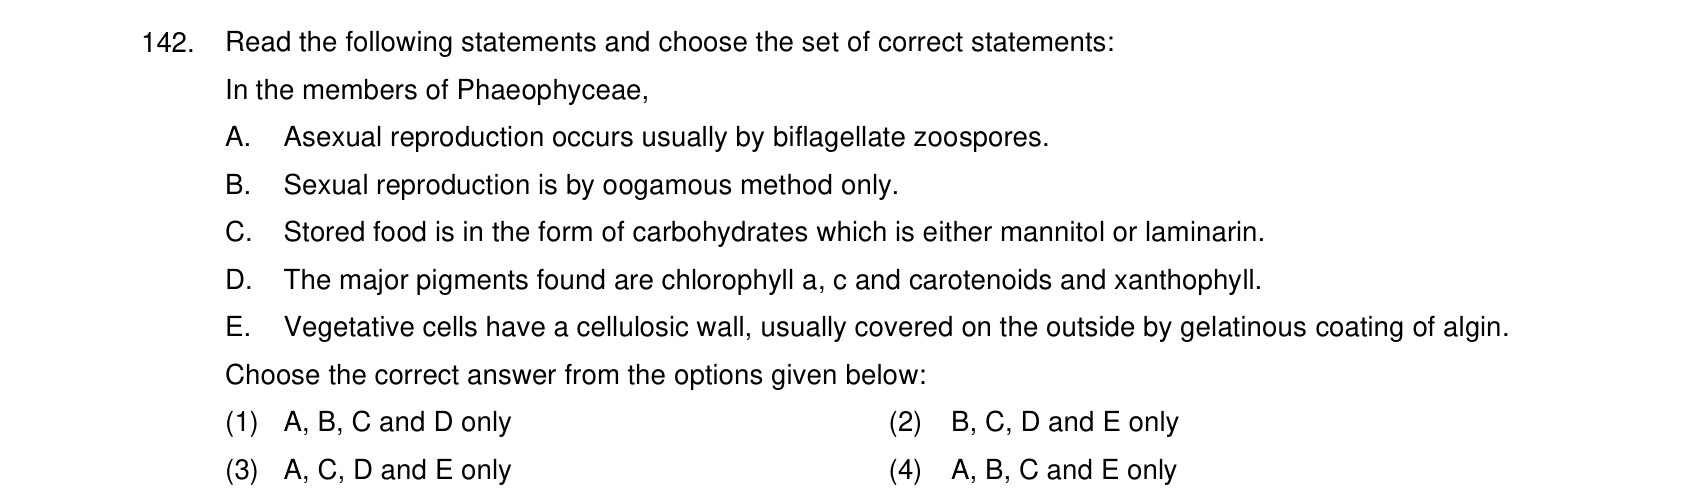 142. Read the following statements and choose the set of correct statements:
In the members of Phaeophyceae,
A. Asexual reproduction occurs usually by biflagellate zoospores.
B. Sexual reproduction is by oogamous method only.
C. Stored food is in the form of carbohydrates which is either mannitol or laminarin.
D. The major pigments found are chlorophyll a, c and carotenoids and xanthophyll.
E. Vegetative cells have a cellulosic wall, usually covered on the outside by gelatinous coating of algin.
Choose the correct answer from the options given below:
(1) A, B, C and D only (2) B, C, D and E only
(3) A, C, D and E only (4) A, B, C and E only